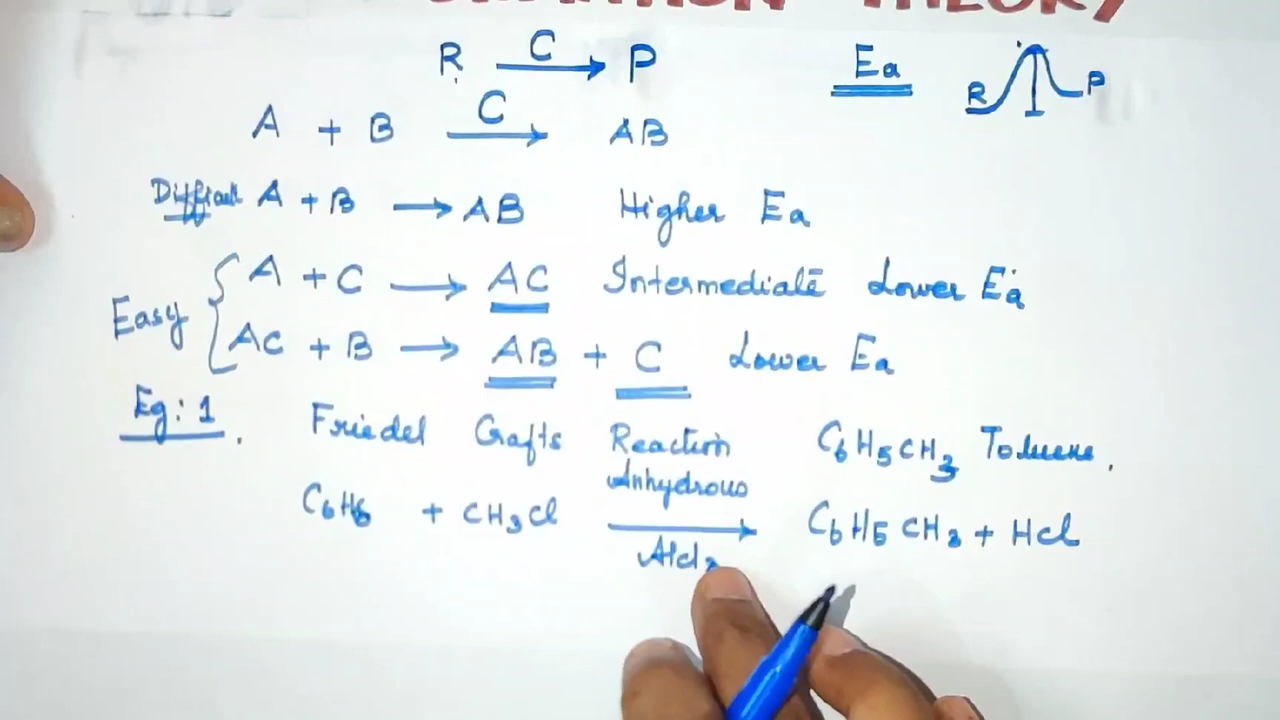 THEORY
R C → P Ea R P
A + B C → AB
Difficult A + B → AB Higher Ea
Easy { A + C → AC Intermediate Lower Ea
AC + B → AB + C Lower Ea
Eg: 1. Friedel Crafts Reaction C6H5CH3 Toluene.
Anhydrous
C6H6 + CH3Cl → C6H5CH3 + HCl
AlCl3